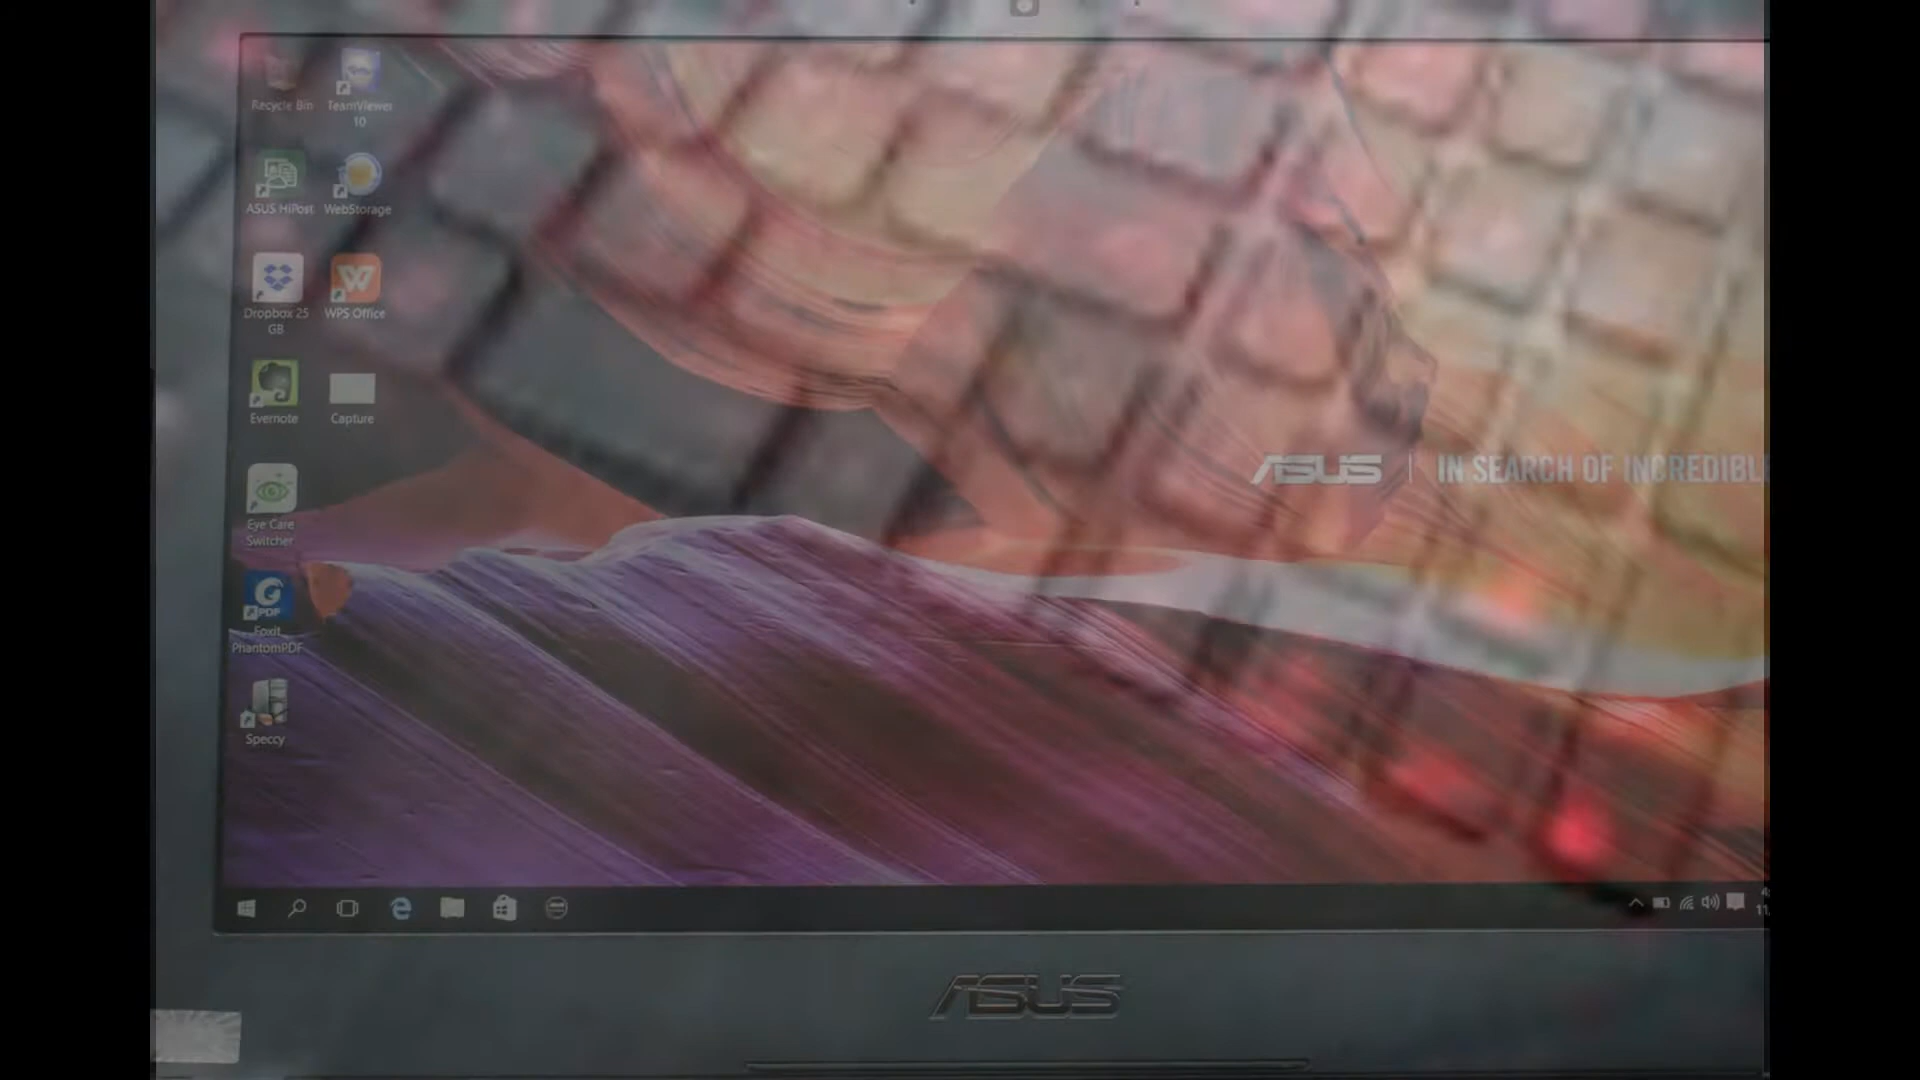 Recycle Bin
TeamViewer
10
ASUS HiPost
WebStorage
Dropbox 25
GB
WPS Office
Evernote
Capture
Eye Care
Switcher
PDF
Foxit
PhantomPDF
Speccy
ASUS | IN SEARCH OF INCREDIBL
ASUS